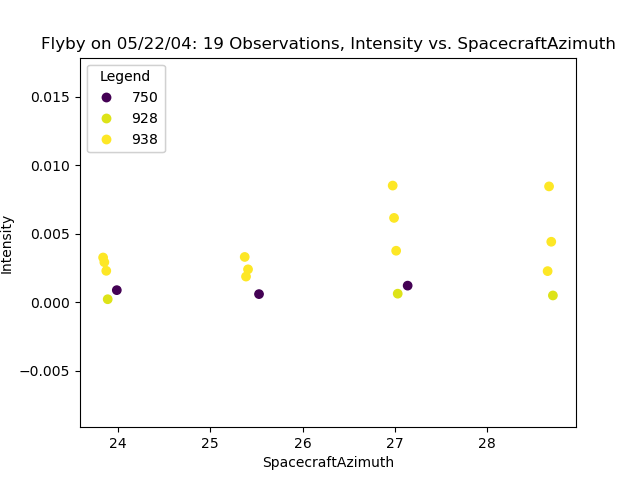 Flyby on 05/22/04: 19 Observations, Intensity vs. SpacecraftAzimuth
Legend
750
928
938
0.015
0.010
0.005
0.000
−0.005
Intensity
24 25 26 27 28
SpacecraftAzimuth